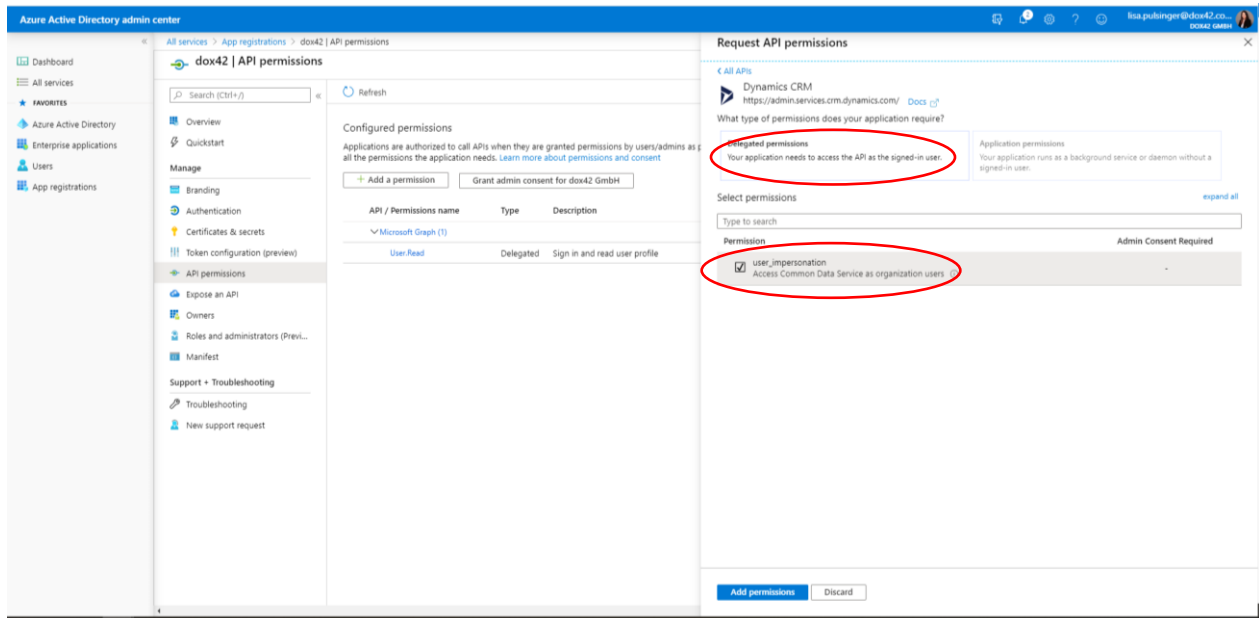 Azure Active Directory admin center
lisa.pulsinger@dox42.co...
DOX42 GMBH
Dashboard
All services
FAVORITES
Azure Active Directory
Enterprise applications
Users
App registrations
All services > App registrations > dox42 | API permissions
dox42 | API permissions
Search (Ctrl+/)
Overview
Quickstart
Manage
Branding
Authentication
Certificates & secrets
Token configuration (preview)
API permissions
Expose an API
Owners
Roles and administrators (Previ...
Manifest
Support + Troubleshooting
Troubleshooting
New support request
Refresh
Configured permissions
Applications are authorized to call APIs when they are granted permissions by users/admins as p
all the permissions the application needs. Learn more about permissions and consent
+ Add a permission
Grant admin consent for dox42 GmbH
API / Permissions name Type Description
Microsoft Graph (1)
User.Read Delegated Sign in and read user profile
Request API permissions
< All APIs
Dynamics CRM
https://admin.services.crm.dynamics.com/ Docs
What type of permissions does your application require?
Delegated permissions
Your application needs to access the API as the signed-in user.
Application permissions
Your application runs as a background service or daemon without a
signed-in user.
Select permissions
expand all
Type to search
Permission Admin Consent Required
user_impersonation
Access Common Data Service as organization users
-
Add permissions
Discard